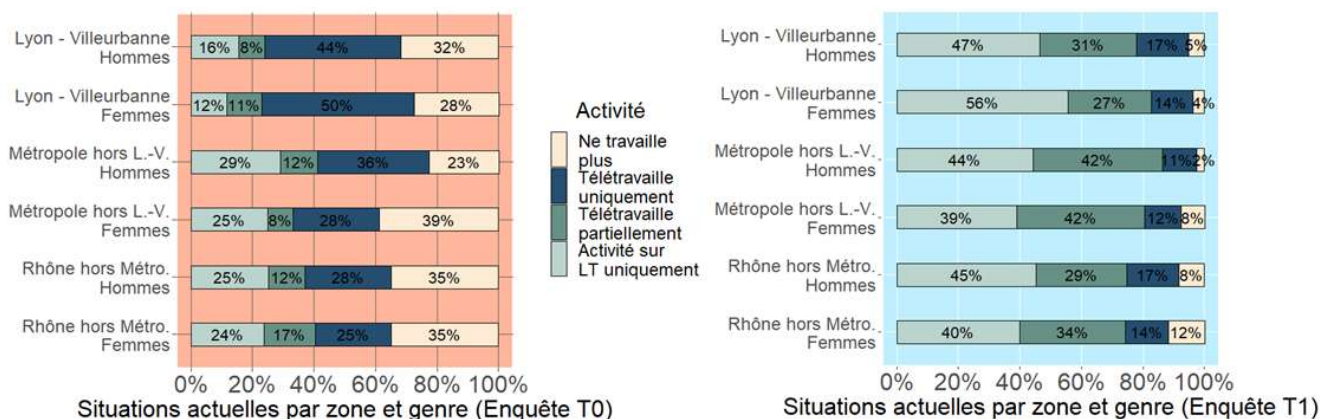 Lyon - Villeurbanne
Hommes
16% 8% 44% 32%
Lyon - Villeurbanne
Femmes
12% 11% 50% 28%
Métropole hors L.-V.
Hommes
29% 12% 36% 23%
Métropole hors L.-V.
Femmes
25% 8% 28% 39%
Rhône hors Métro.
Hommes
25% 12% 28% 35%
Rhône hors Métro.
Femmes
24% 17% 25% 35%
0% 20% 40% 60% 80% 100%
Situations actuelles par zone et genre (Enquête T0)
Activité
Ne travaille
plus
Télétravaille
uniquement
Télétravaille
partiellement
Activité sur
LT uniquement
Lyon - Villeurbanne
Hommes
47% 31% 17% 5%
Lyon - Villeurbanne
Femmes
56% 27% 14% 4%
Métropole hors L.-V.
Hommes
44% 42% 11% 2%
Métropole hors L.-V.
Femmes
39% 42% 12% 8%
Rhône hors Métro.
Hommes
45% 29% 17% 8%
Rhône hors Métro.
Femmes
40% 34% 14% 12%
0% 20% 40% 60% 80% 100%
Situations actuelles par zone et genre (Enquête T1)